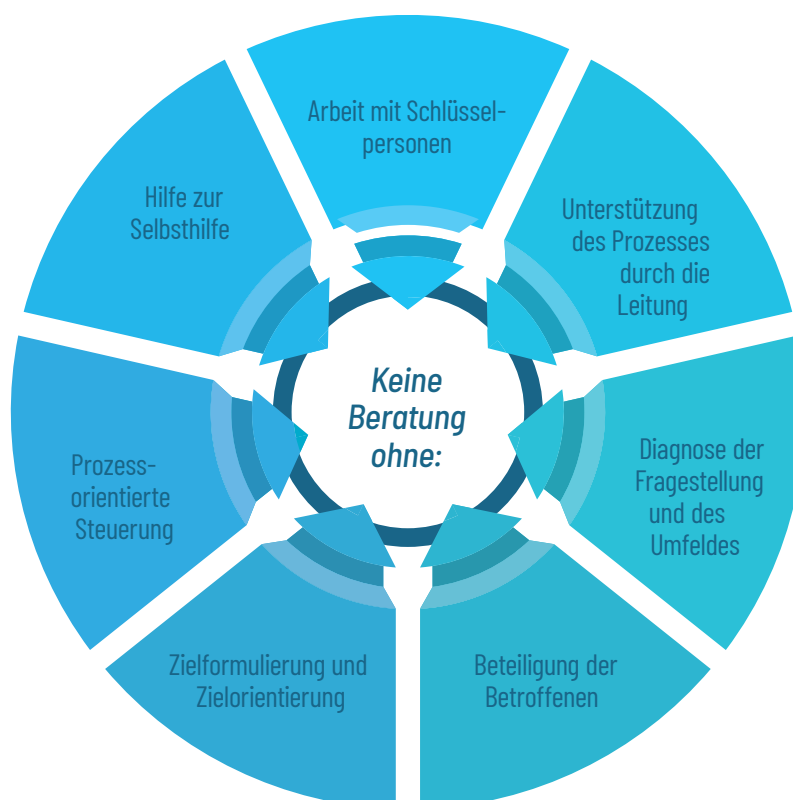 Arbeit mit Schlüssel-
personen
Unterstützung
des Prozesses
durch die
Leitung
Diagnose der
Fragestellung
und des
Umfeldes
Beteiligung der
Betroffenen
Zielformulierung und
Zielorientierung
Prozess-
orientierte
Steuerung
Hilfe zur
Selbsthilfe
Keine
Beratung
ohne: